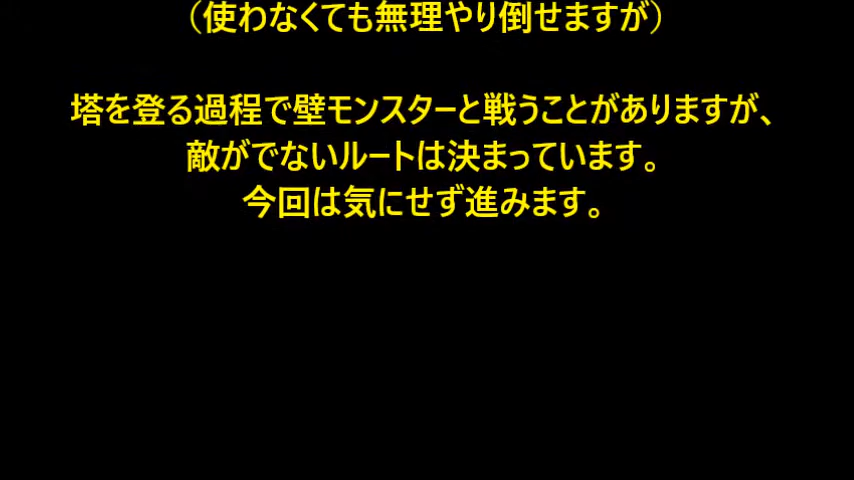 （使わなくても無理やり倒せますが）
塔を登る過程で壁モンスターと戦うことがありますが、
敵がでないルートは決まっています。
今回は気にせず進みます。